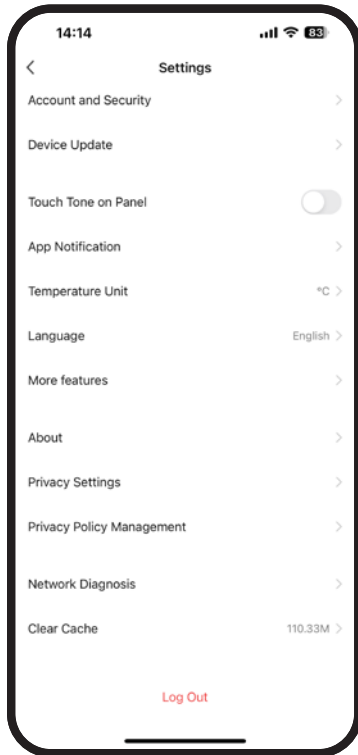 14:14 83
Settings
Account and Security
Device Update
Touch Tone on Panel
App Notification
Temperature Unit °C
Language English
More features
About
Privacy Settings
Privacy Policy Management
Network Diagnosis
Clear Cache 110.33M
Log Out